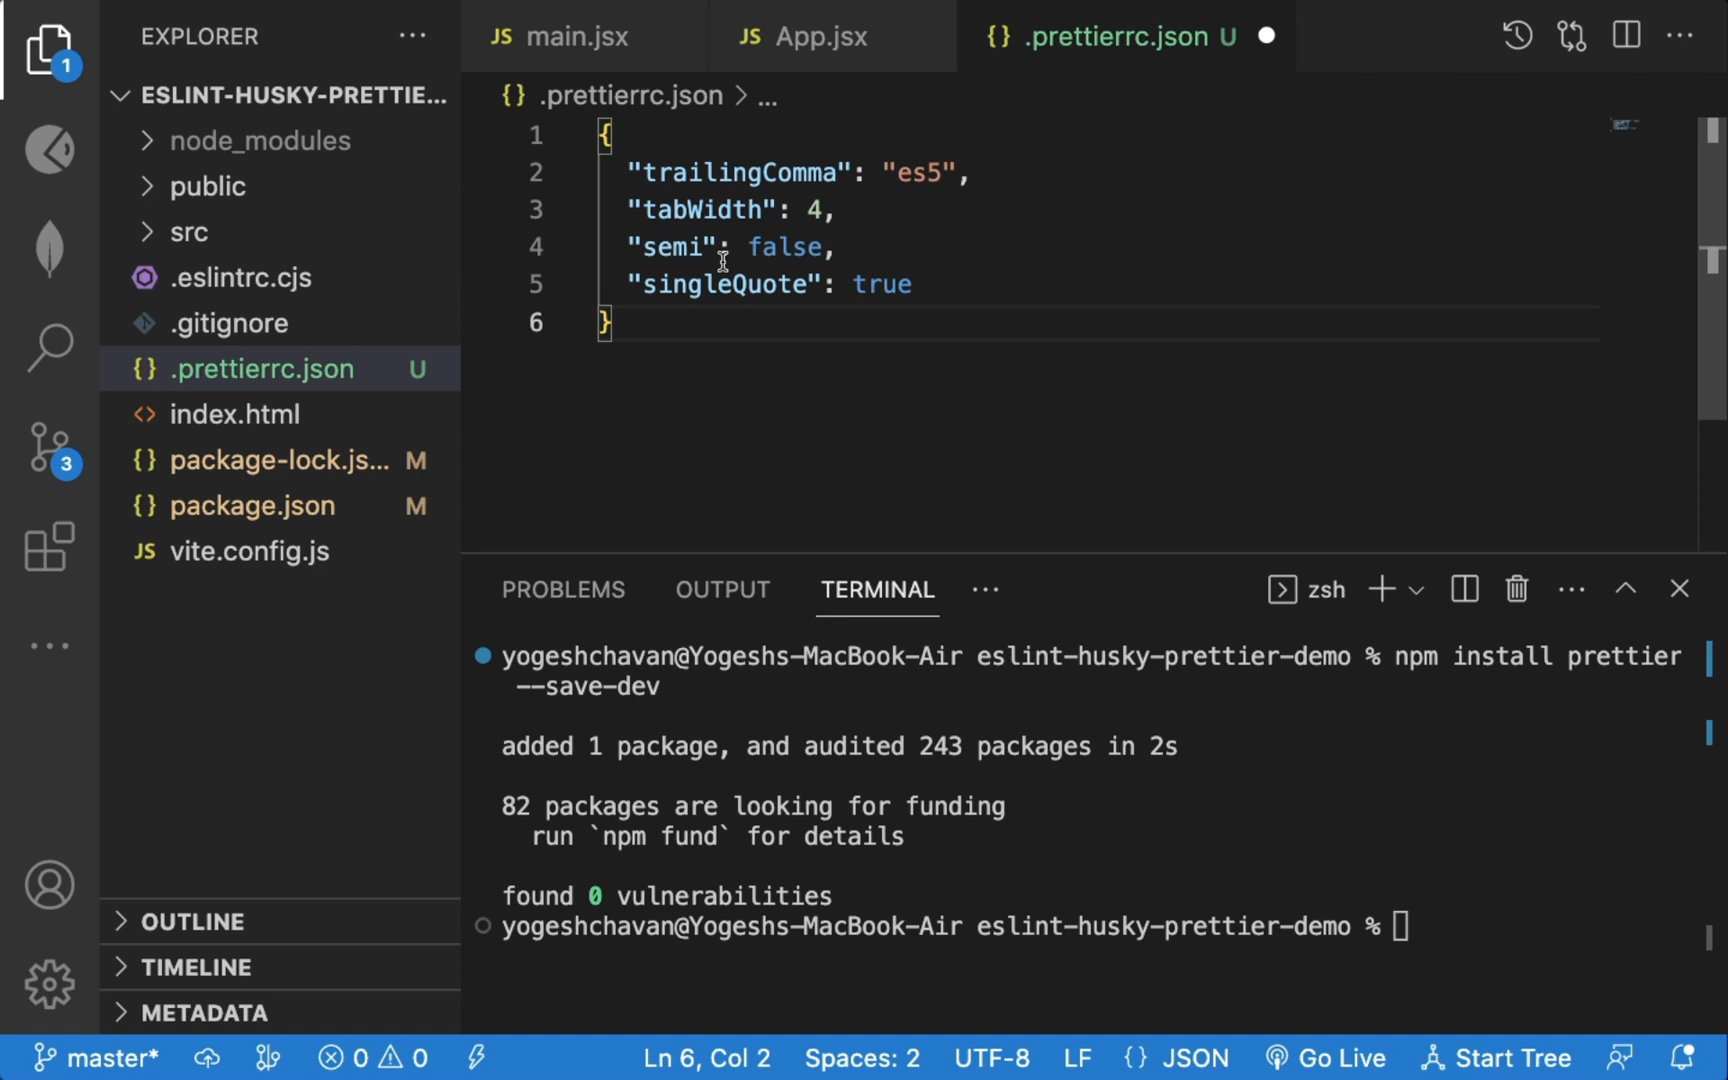 EXPLORER
1
ESLINT-HUSKY-PRETTIE...
node_modules
public
src
.eslintrc.cjs
.gitignore
{} .prettierrc.json U
<> index.html
{} package-lock.js... M
{} package.json M
JS vite.config.js
3
OUTLINE
TIMELINE
METADATA
JS main.jsx
JS App.jsx
{} .prettierrc.json U
{} .prettierrc.json > ...
1 {
2 "trailingComma": "es5",
3 "tabWidth": 4,
4 "semi": false,
5 "singleQuote": true
6 }
PROBLEMS OUTPUT TERMINAL ... zsh
yogeshchavan@Yogeshs-MacBook-Air eslint-husky-prettier-demo % npm install prettier
--save-dev
added 1 package, and audited 243 packages in 2s
82 packages are looking for funding
run `npm fund` for details
found 0 vulnerabilities
yogeshchavan@Yogeshs-MacBook-Air eslint-husky-prettier-demo %
master* 0 0 Ln 6, Col 2 Spaces: 2 UTF-8 LF {} JSON Go Live Start Tree